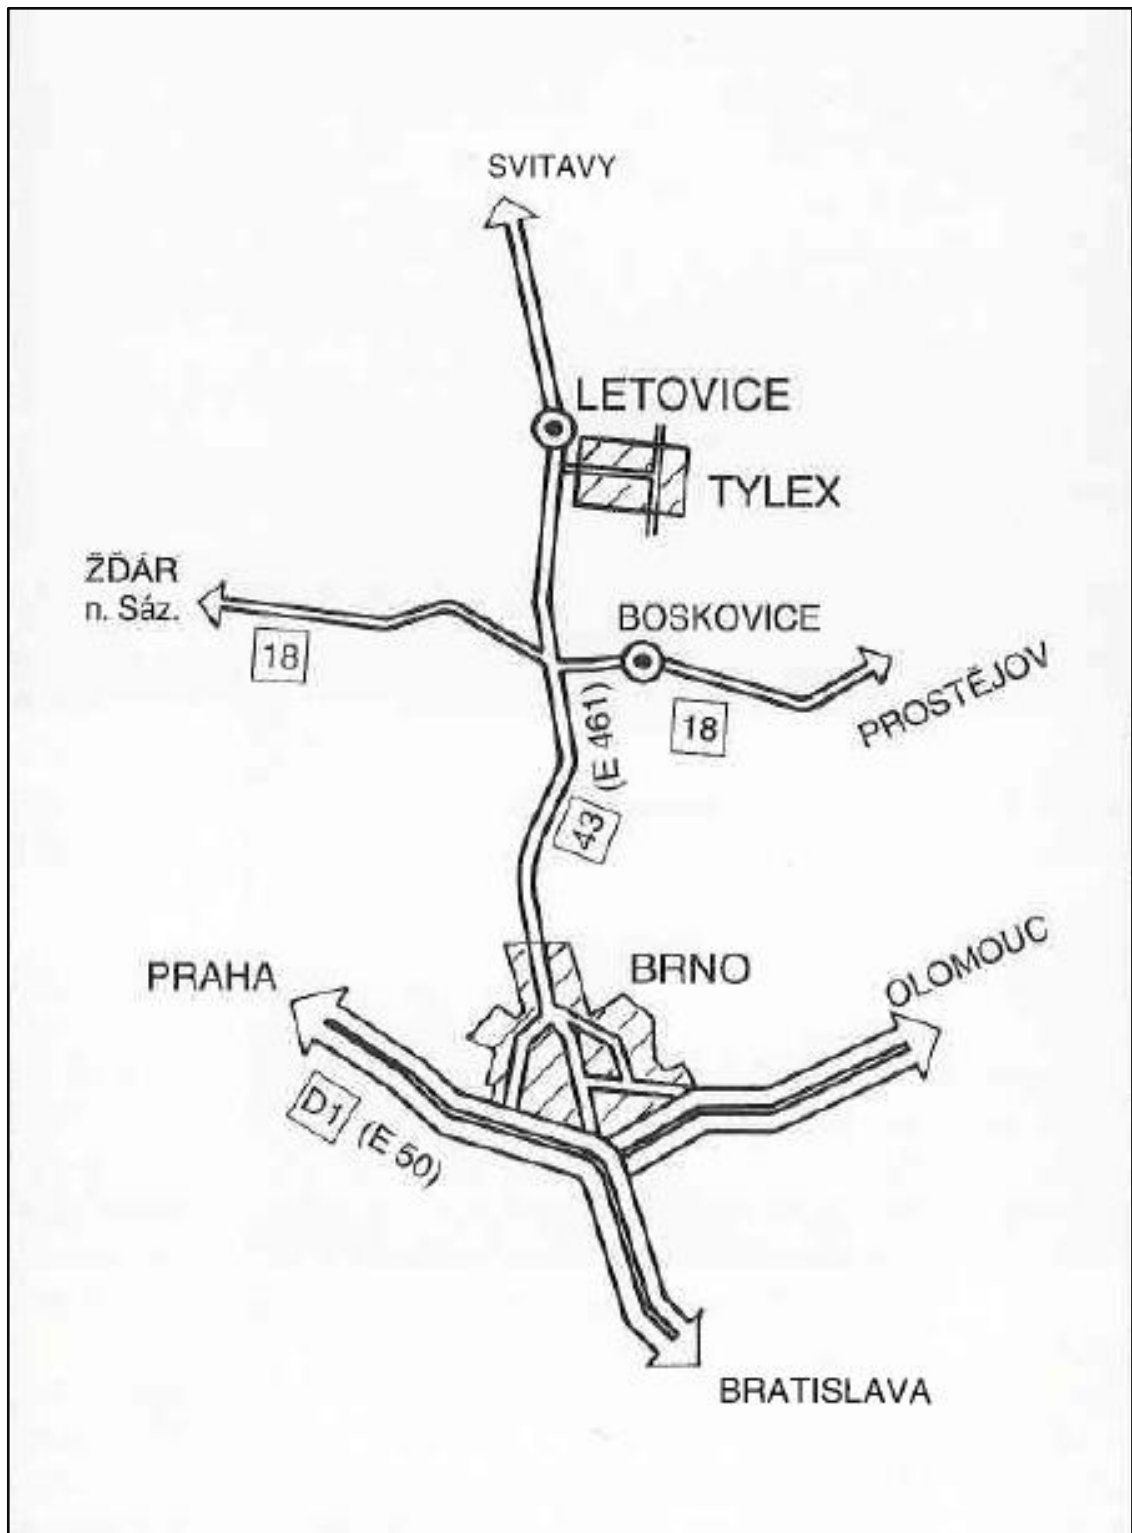 SVITAVY
LETOVICE
TYLEX
ŽĎÁR
n. Sáz.
18
BOSKOVICE
PROSTĚJOV
18
43 (E 461)
PRAHA
BRNO
OLOMOUC
D1 (E 50)
BRATISLAVA